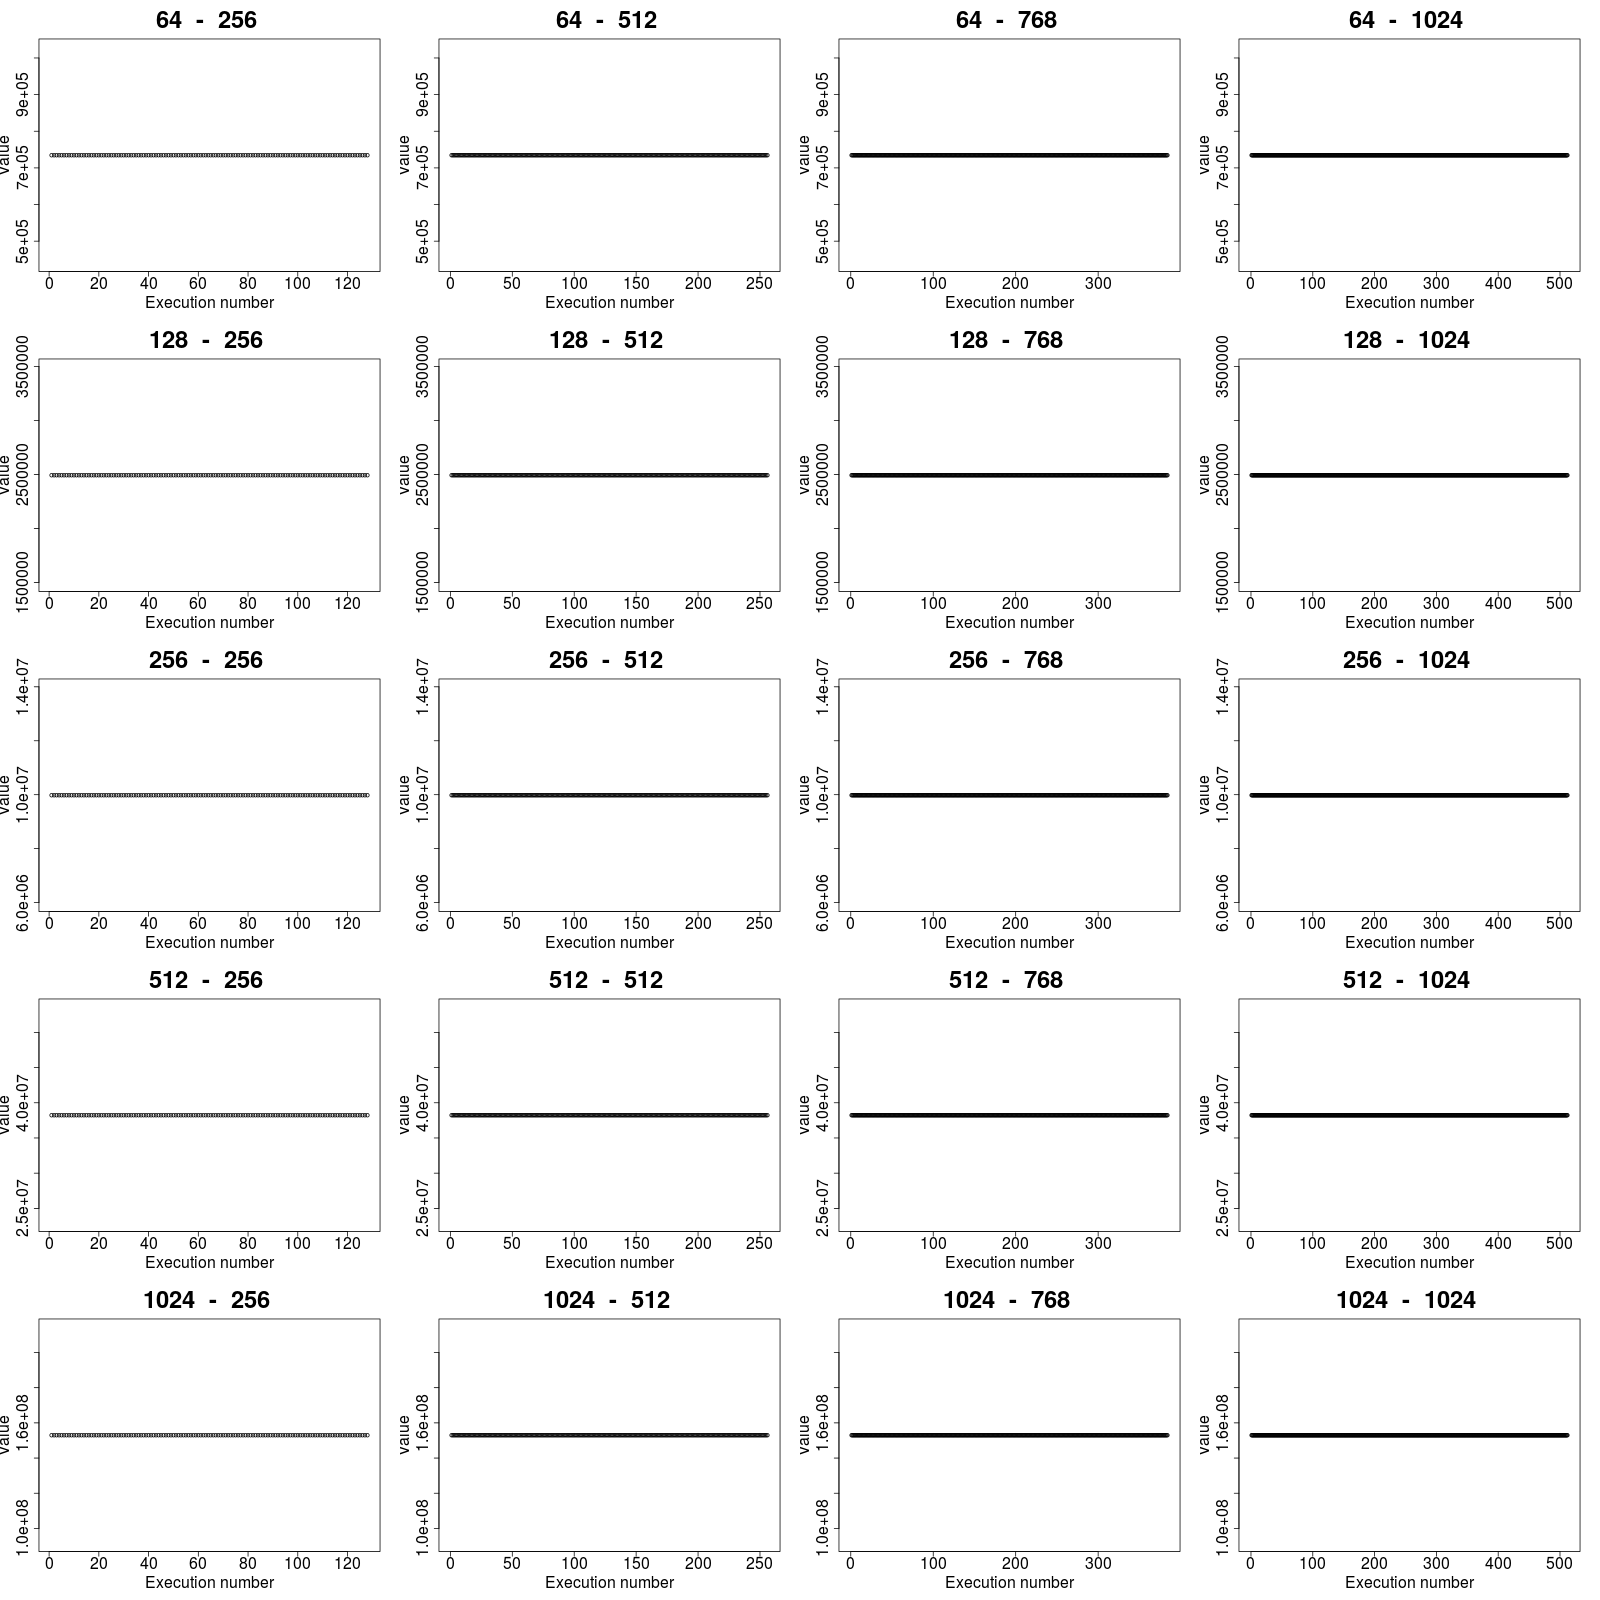 64 - 256
64 - 512
64 - 768
64 - 1024
value
5e+05 7e+05 9e+05
0 20 40 60 80 100 120
Execution number
value
5e+05 7e+05 9e+05
0 50 100 150 200 250
Execution number
value
5e+05 7e+05 9e+05
0 100 200 300
Execution number
value
5e+05 7e+05 9e+05
0 100 200 300 400 500
Execution number
128 - 256
128 - 512
128 - 768
128 - 1024
value
1500000 2500000 3500000
0 20 40 60 80 100 120
Execution number
value
1500000 2500000 3500000
0 50 100 150 200 250
Execution number
value
1500000 2500000 3500000
0 100 200 300
Execution number
value
1500000 2500000 3500000
0 100 200 300 400 500
Execution number
256 - 256
256 - 512
256 - 768
256 - 1024
value
6.0e+06 1.0e+07 1.4e+07
0 20 40 60 80 100 120
Execution number
value
6.0e+06 1.0e+07 1.4e+07
0 50 100 150 200 250
Execution number
value
6.0e+06 1.0e+07 1.4e+07
0 100 200 300
Execution number
value
6.0e+06 1.0e+07 1.4e+07
0 100 200 300 400 500
Execution number
512 - 256
512 - 512
512 - 768
512 - 1024
value
2.5e+07 4.0e+07
0 20 40 60 80 100 120
Execution number
value
2.5e+07 4.0e+07
0 50 100 150 200 250
Execution number
value
2.5e+07 4.0e+07
0 100 200 300
Execution number
value
2.5e+07 4.0e+07
0 100 200 300 400 500
Execution number
1024 - 256
1024 - 512
1024 - 768
1024 - 1024
value
1.0e+08 1.6e+08
0 20 40 60 80 100 120
Execution number
value
1.0e+08 1.6e+08
0 50 100 150 200 250
Execution number
value
1.0e+08 1.6e+08
0 100 200 300
Execution number
value
1.0e+08 1.6e+08
0 100 200 300 400 500
Execution number